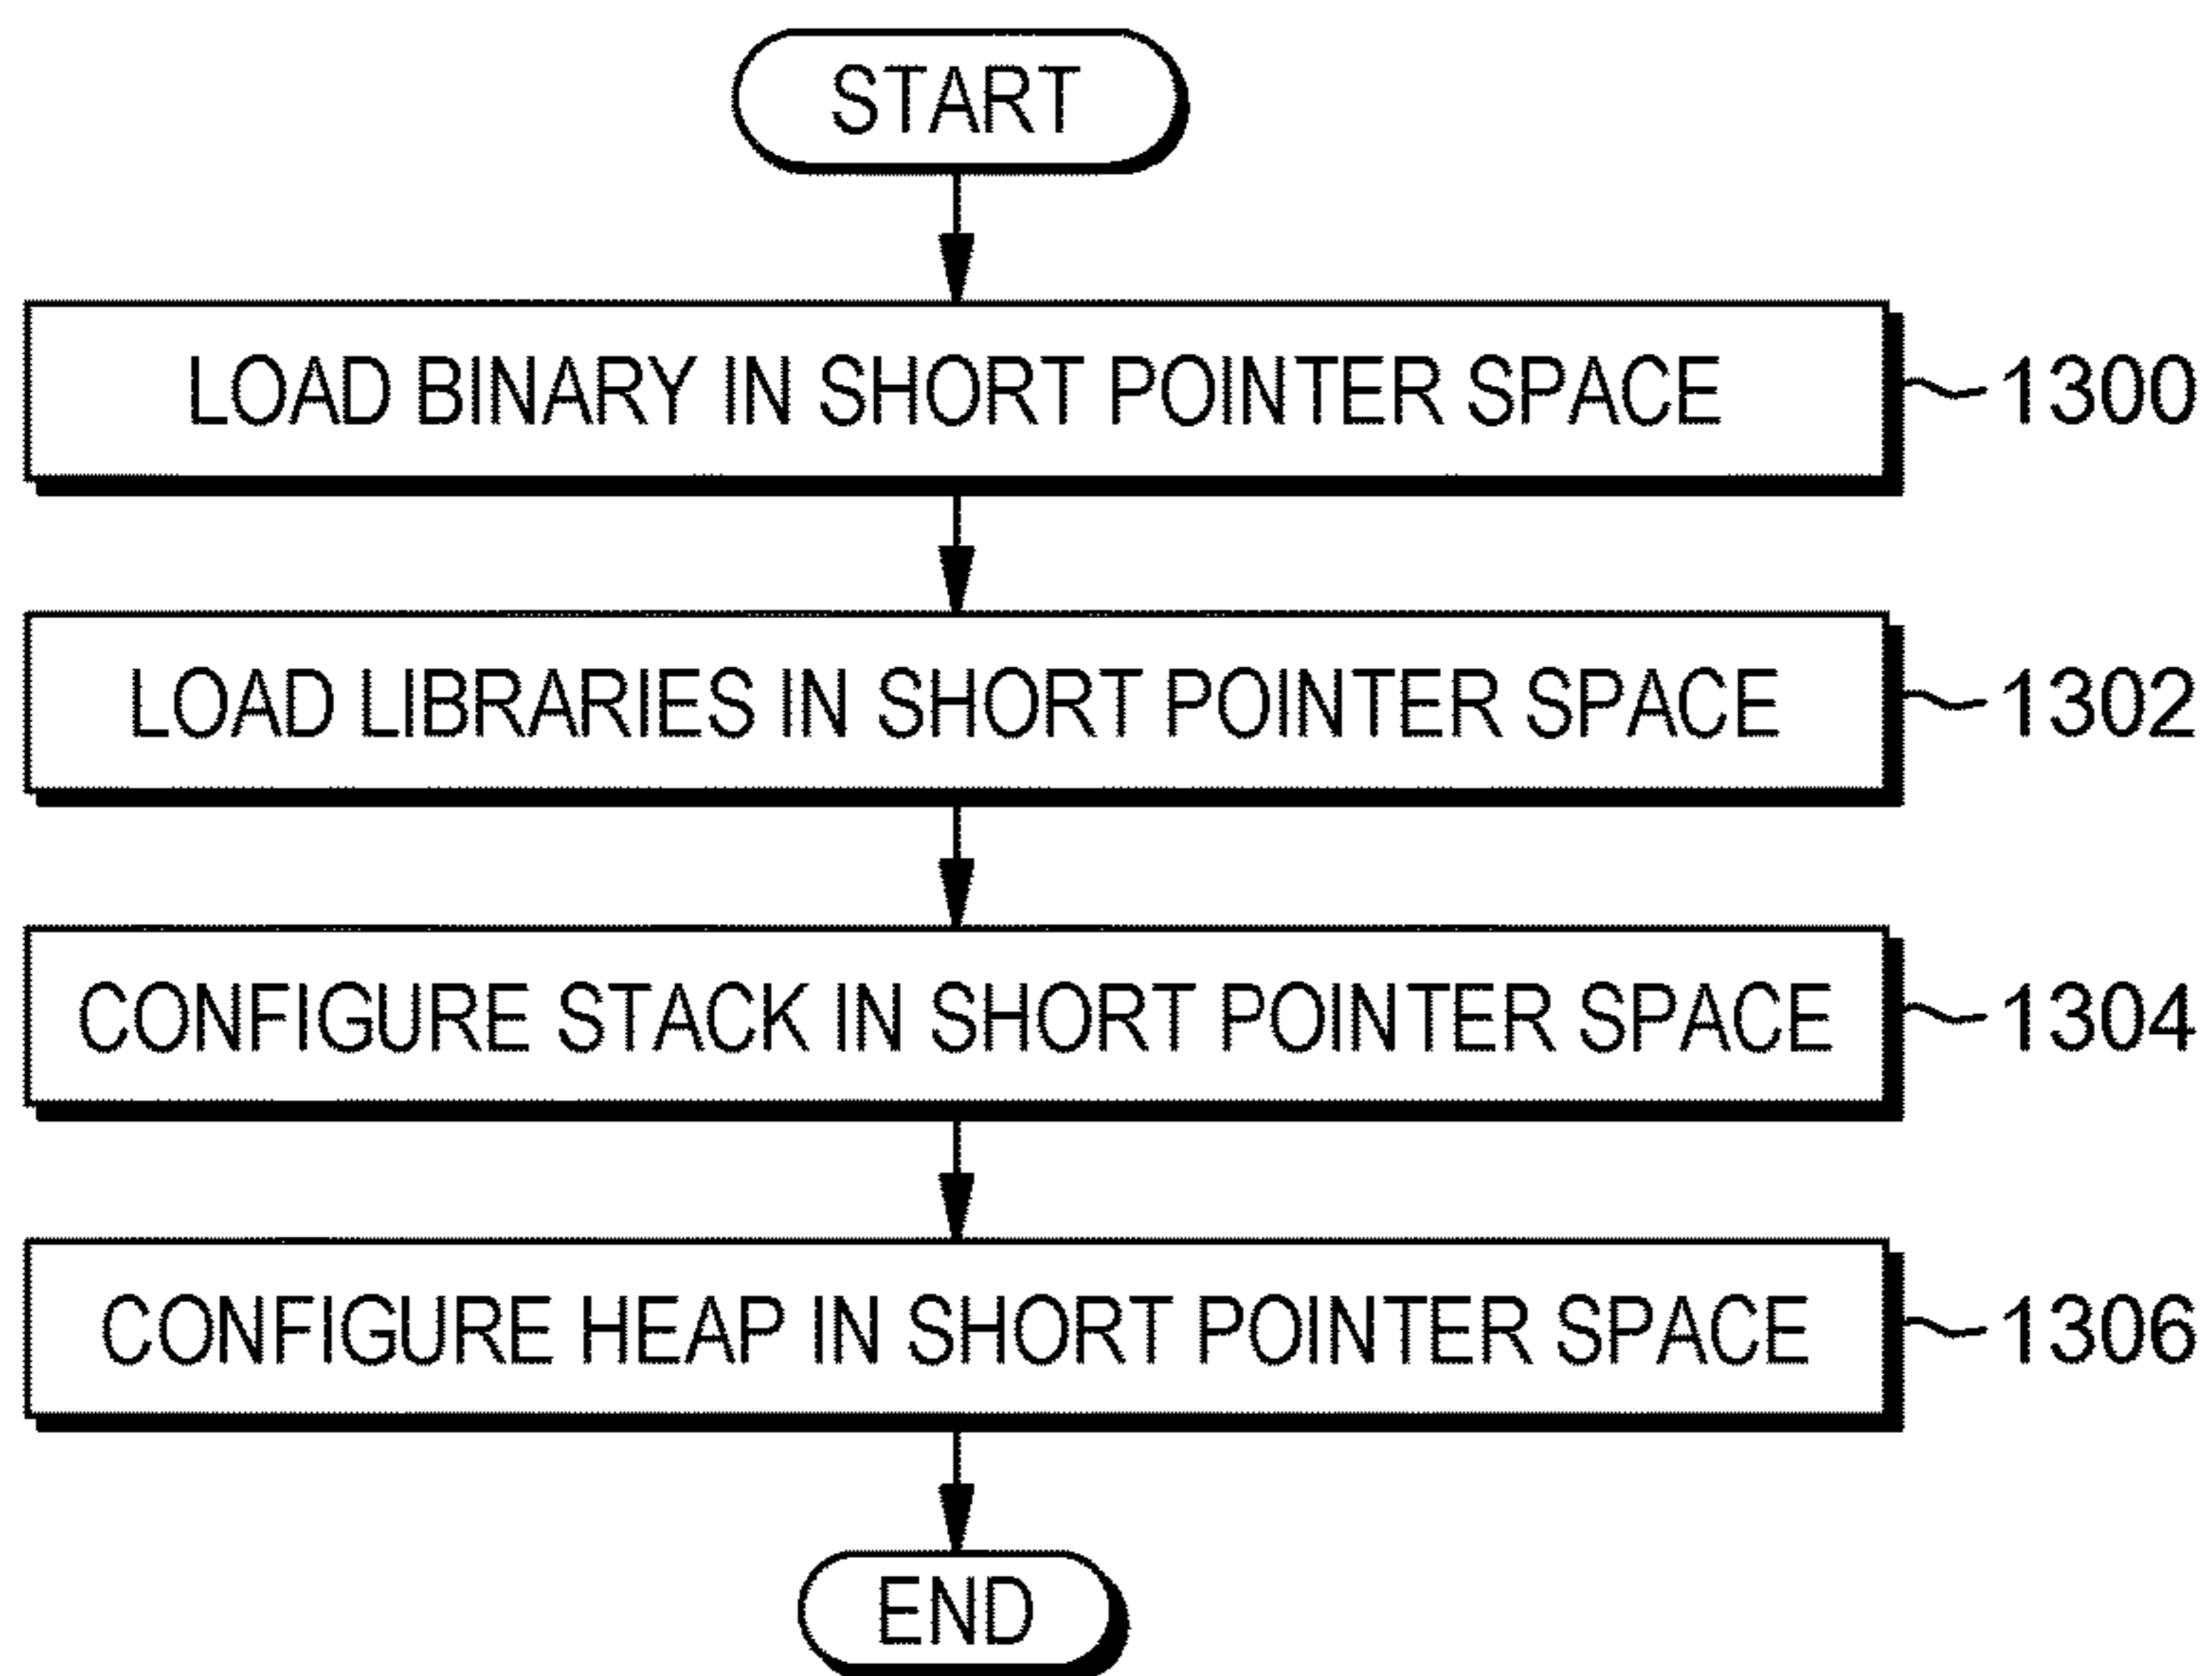 START
LOAD BINARY IN SHORT POINTER SPACE 1300
LOAD LIBRARIES IN SHORT POINTER SPACE 1302
CONFIGURE STACK IN SHORT POINTER SPACE 1304
CONFIGURE HEAP IN SHORT POINTER SPACE 1306
END